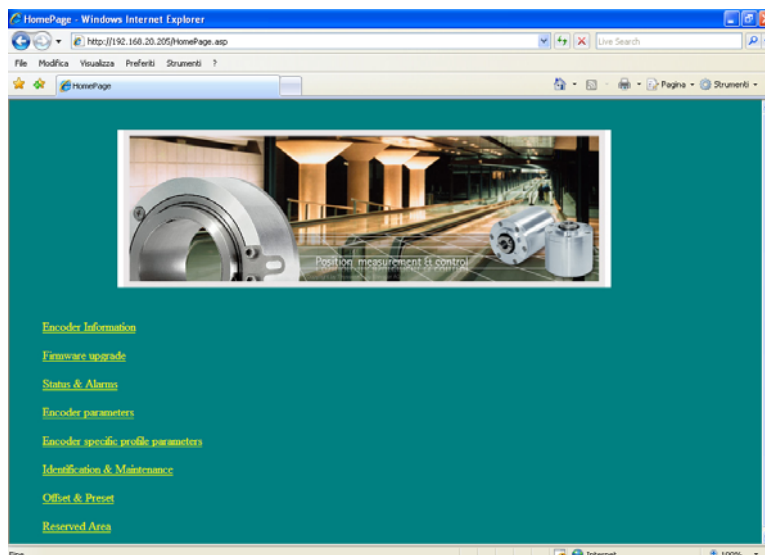 HomePage - Windows Internet Explorer
http://192.168.20.205/HomePage.asp
Live Search
File Modifica Visualizza Preferiti Strumenti ?
HomePage
Pagina
Strumenti
Position measurement & control
Encoder Information
Firmware upgrade
Status & Alarms
Encoder parameters
Encoder specific profile parameters
Identification & Maintenance
Offset & Preset
Reserved Area
Fine
Internet
100%